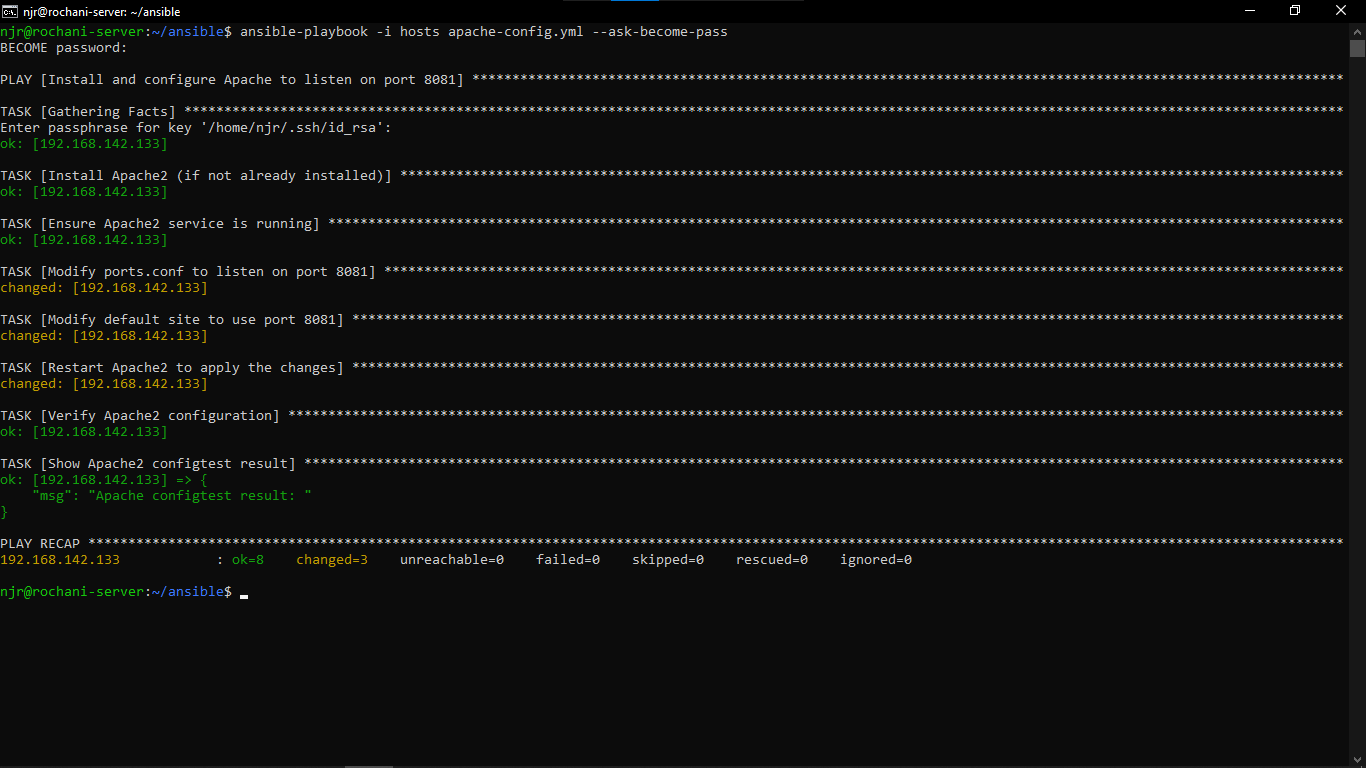 njr@rochani-server: ~/ansible
njr@rochani-server:~/ansible$ ansible-playbook -i hosts apache-config.yml --ask-become-pass
BECOME password:
PLAY [Install and configure Apache to listen on port 8081] *************************************************************************************************************
TASK [Gathering Facts] *************************************************************************************************************************************************
Enter passphrase for key '/home/njr/.ssh/id_rsa':
ok: [192.168.142.133]
TASK [Install Apache2 (if not already installed)] **********************************************************************************************************************
ok: [192.168.142.133]
TASK [Ensure Apache2 service is running] *******************************************************************************************************************************
ok: [192.168.142.133]
TASK [Modify ports.conf to listen on port 8081] ************************************************************************************************************************
changed: [192.168.142.133]
TASK [Modify default site to use port 8081] ****************************************************************************************************************************
changed: [192.168.142.133]
TASK [Restart Apache2 to apply the changes] ****************************************************************************************************************************
changed: [192.168.142.133]
TASK [Verify Apache2 configuration] ************************************************************************************************************************************
ok: [192.168.142.133]
TASK [Show Apache2 configtest result] **********************************************************************************************************************************
ok: [192.168.142.133] => {
    "msg": "Apache configtest result: "
}
PLAY RECAP *************************************************************************************************************************************************************
192.168.142.133            : ok=8    changed=3    unreachable=0    failed=0    skipped=0    rescued=0    ignored=0
njr@rochani-server:~/ansible$